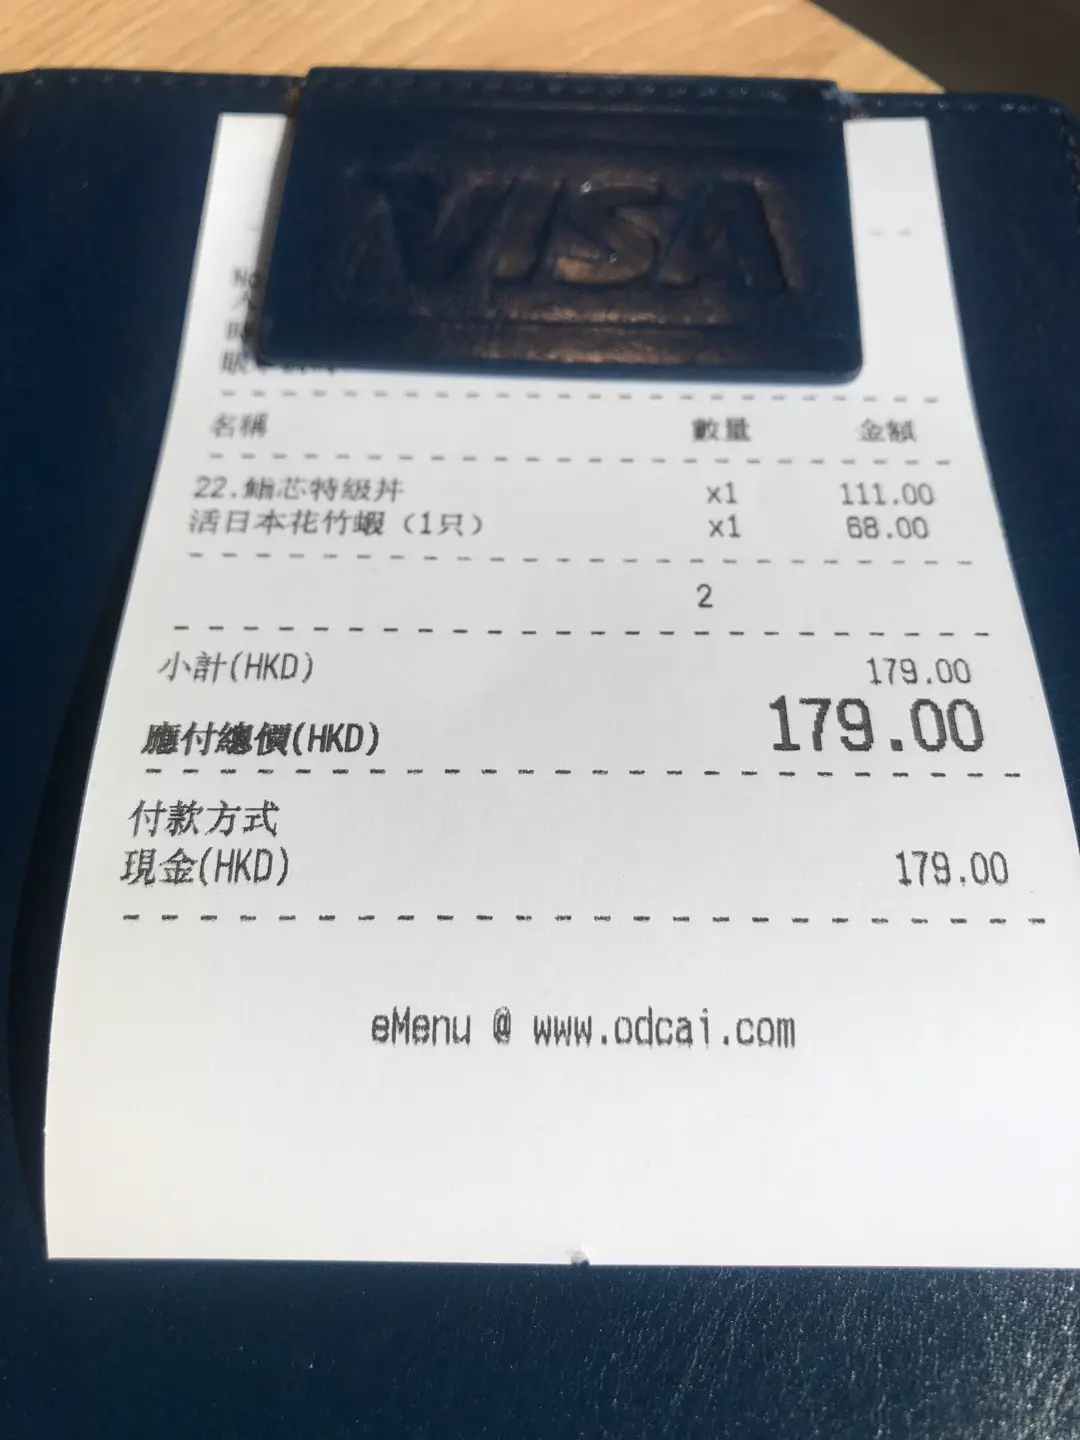 VISA
No
名稱 數量 金額
22.鮨芯特級丼 x1 111.00
活日本花竹蝦（1只） x1 68.00
2
小計(HKD) 179.00
應付總價(HKD) 179.00
付款方式
現金(HKD) 179.00
eMenu @ www.odcai.com